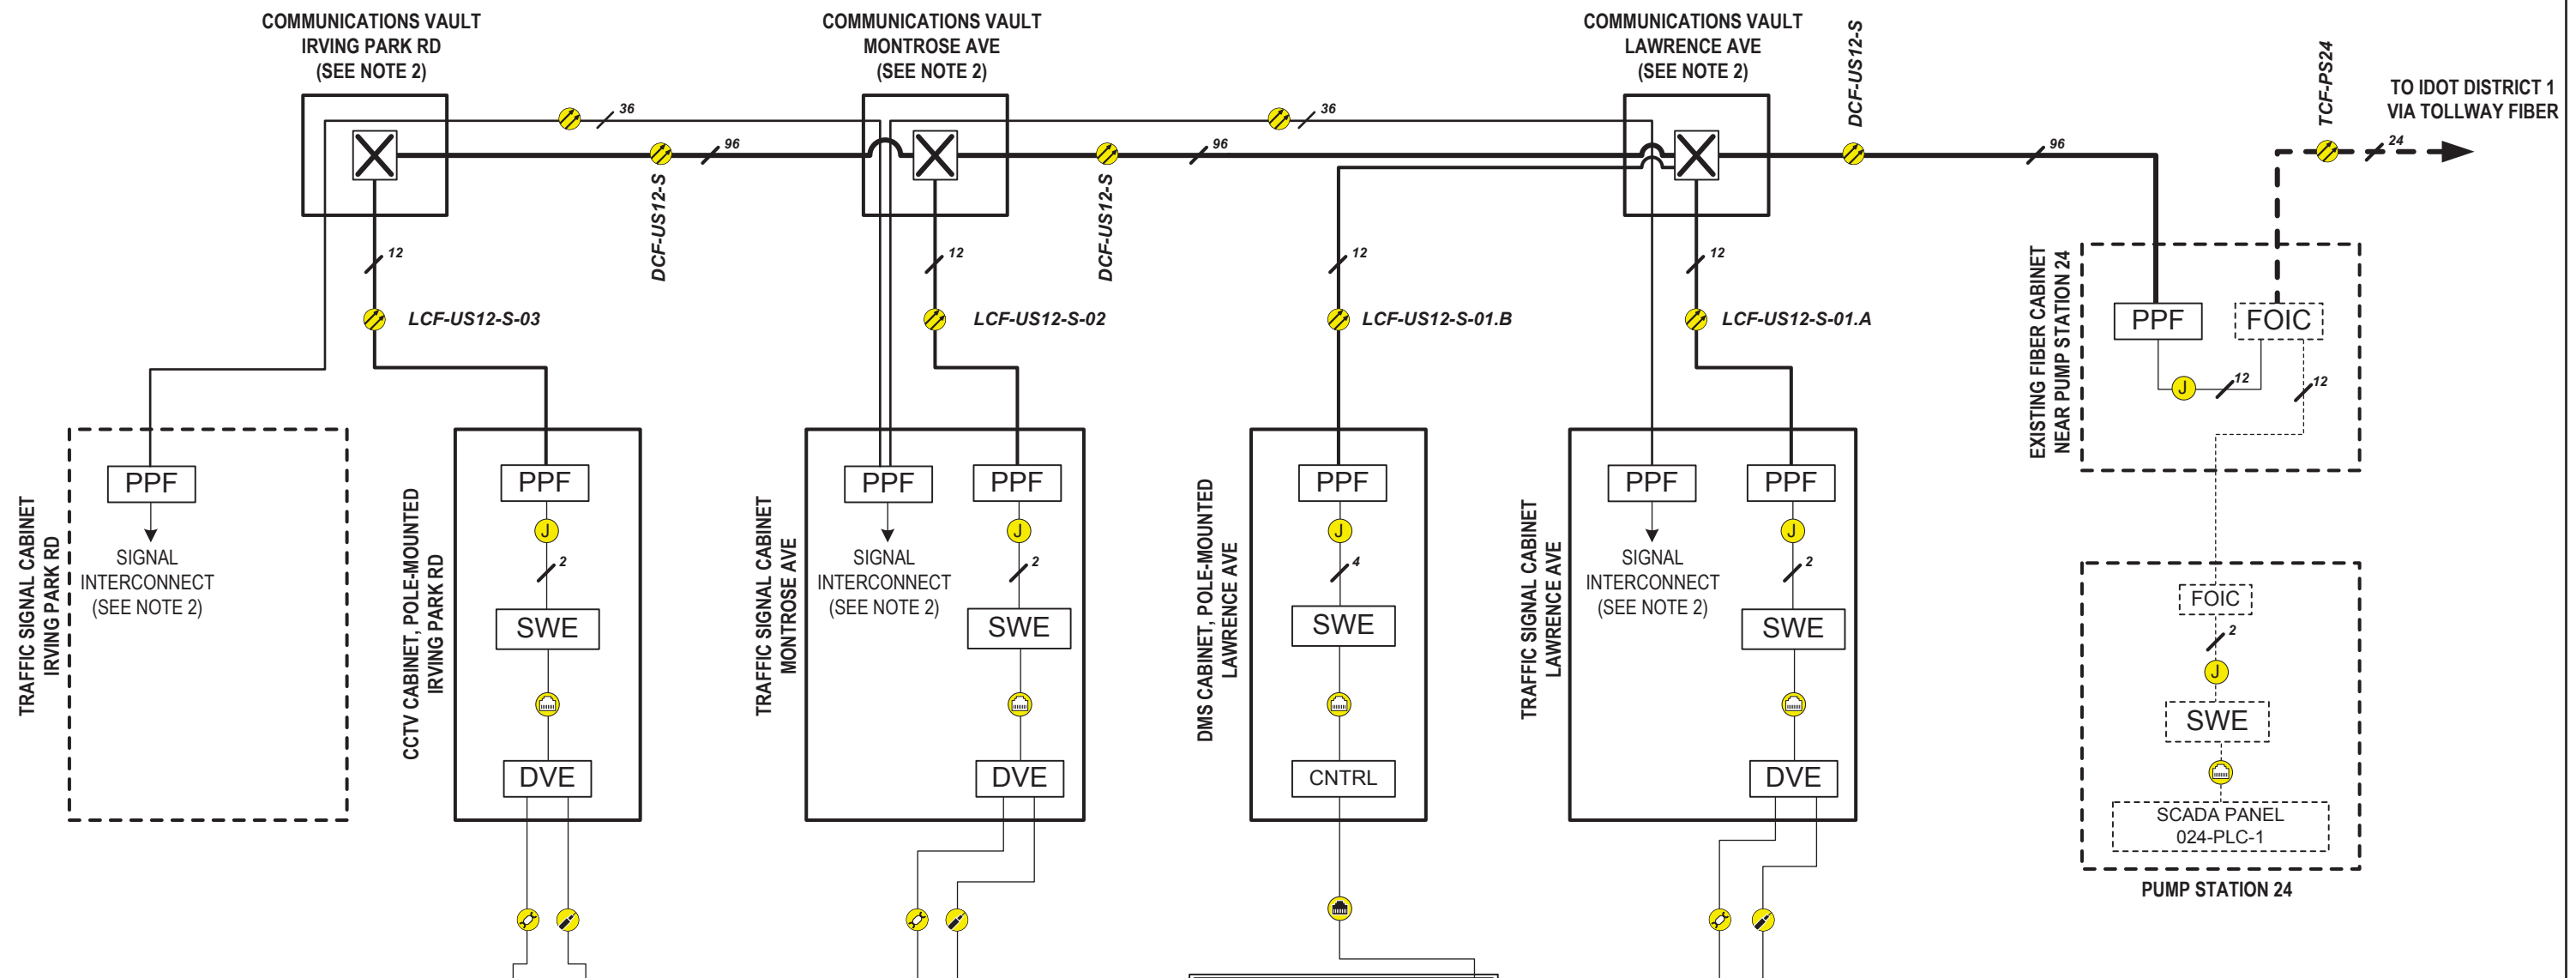 COMMUNICATIONS VAULT
IRVING PARK RD
(SEE NOTE 2)
COMMUNICATIONS VAULT
MONTROSE AVE
(SEE NOTE 2)
COMMUNICATIONS VAULT
LAWRENCE AVE
(SEE NOTE 2)
DCF-US12-S
TCF-PS24
TO IDOT DISTRICT 1
VIA TOLLWAY FIBER
36
36
96
96
96
24
DCF-US12-S
DCF-US12-S
12
12
12
12
LCF-US12-S-03
LCF-US12-S-02
LCF-US12-S-01.B
LCF-US12-S-01.A
EXISTING FIBER CABINET
NEAR PUMP STATION 24
PPF
FOIC
J
12
12
TRAFFIC SIGNAL CABINET
IRVING PARK RD
PPF
SIGNAL
INTERCONNECT
(SEE NOTE 2)
CCTV CABINET, POLE-MOUNTED
IRVING PARK RD
PPF
J
2
SWE
DVE
TRAFFIC SIGNAL CABINET
MONTROSE AVE
PPF
SIGNAL
INTERCONNECT
(SEE NOTE 2)
PPF
J
2
SWE
DVE
DMS CABINET, POLE-MOUNTED
LAWRENCE AVE
PPF
J
4
SWE
CNTRL
TRAFFIC SIGNAL CABINET
LAWRENCE AVE
PPF
SIGNAL
INTERCONNECT
(SEE NOTE 2)
PPF
J
2
SWE
DVE
FOIC
2
J
SWE
SCADA PANEL
024-PLC-1
PUMP STATION 24